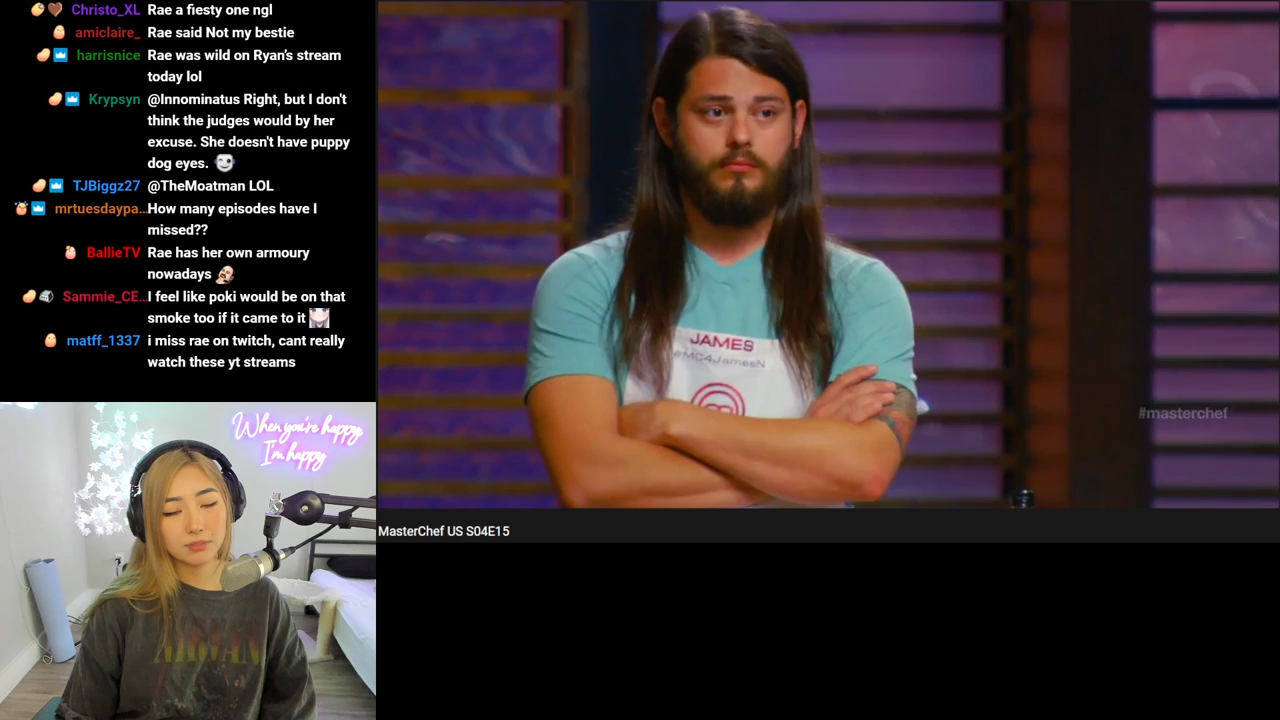 Christo_XL Rae a fiesty one ngl
amiclaire_ Rae said Not my bestie
harrisnice Rae was wild on Ryan's stream
today lol
Krypsyn @Innominatus Right, but I don't
think the judges would by her
excuse. She doesn't have puppy
dog eyes.
TJBiggz27 @TheMoatman LOL
mrtuesdaypa… How many episodes have I
missed??
BallieTV Rae has her own armoury
nowadays
Sammie_CE… I feel like poki would be on that
smoke too if it came to it
matff_1337 i miss rae on twitch, cant really
watch these yt streams
When you're happy
I'm happy
NIRVANA
JAMES
#MC4JamesN
#masterchef
MasterChef US S04E15